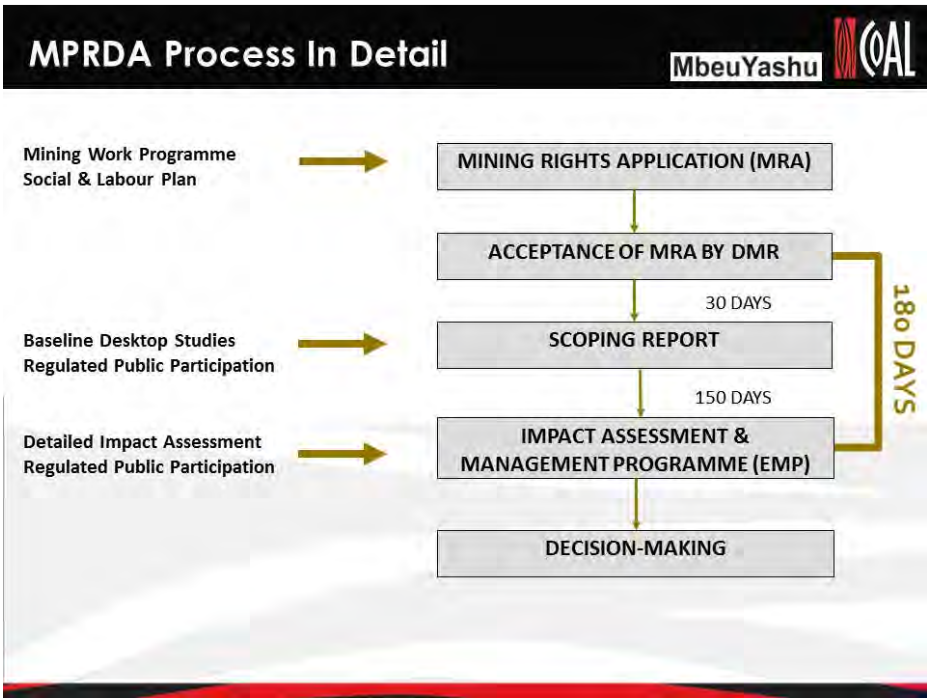 MPRDA Process In Detail
MbeuYashu
COAL
Mining Work Programme
Social & Labour Plan
MINING RIGHTS APPLICATION (MRA)
ACCEPTANCE OF MRA BY DMR
30 DAYS
Baseline Desktop Studies
Regulated Public Participation
SCOPING REPORT
150 DAYS
180 DAYS
Detailed Impact Assessment
Regulated Public Participation
IMPACT ASSESSMENT &
MANAGEMENT PROGRAMME (EMP)
DECISION-MAKING